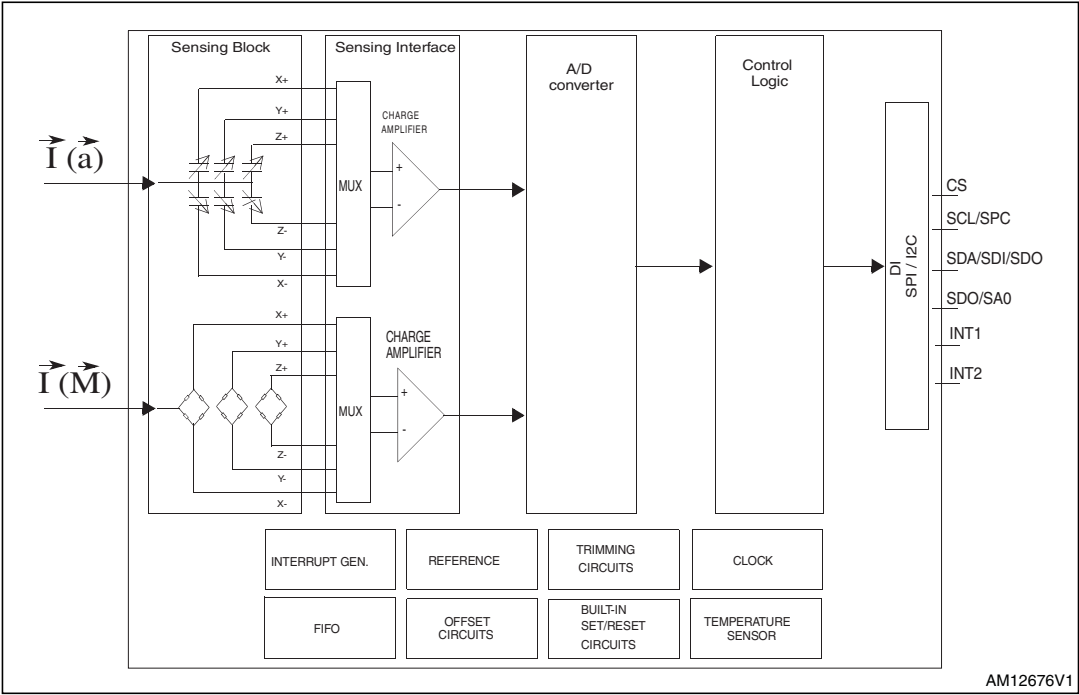 Sensing Block
Sensing Interface
A/D
converter
Control
Logic
X+
Y+
Z+
CHARGE
AMPLIFIER
I (a)
MUX
+
-
Z-
Y-
X-
CS
SCL/SPC
SDA/SDI/SDO
SDO/SA0
INT1
INT2
DI
SPI / I2C
X+
Y+
Z+
CHARGE
AMPLIFIER
I (M)
MUX
+
-
Z-
Y-
X-
INTERRUPT GEN.
REFERENCE
TRIMMING
CIRCUITS
CLOCK
FIFO
OFFSET
CIRCUITS
BUILT-IN
SET/RESET
CIRCUITS
TEMPERATURE
SENSOR
AM12676V1